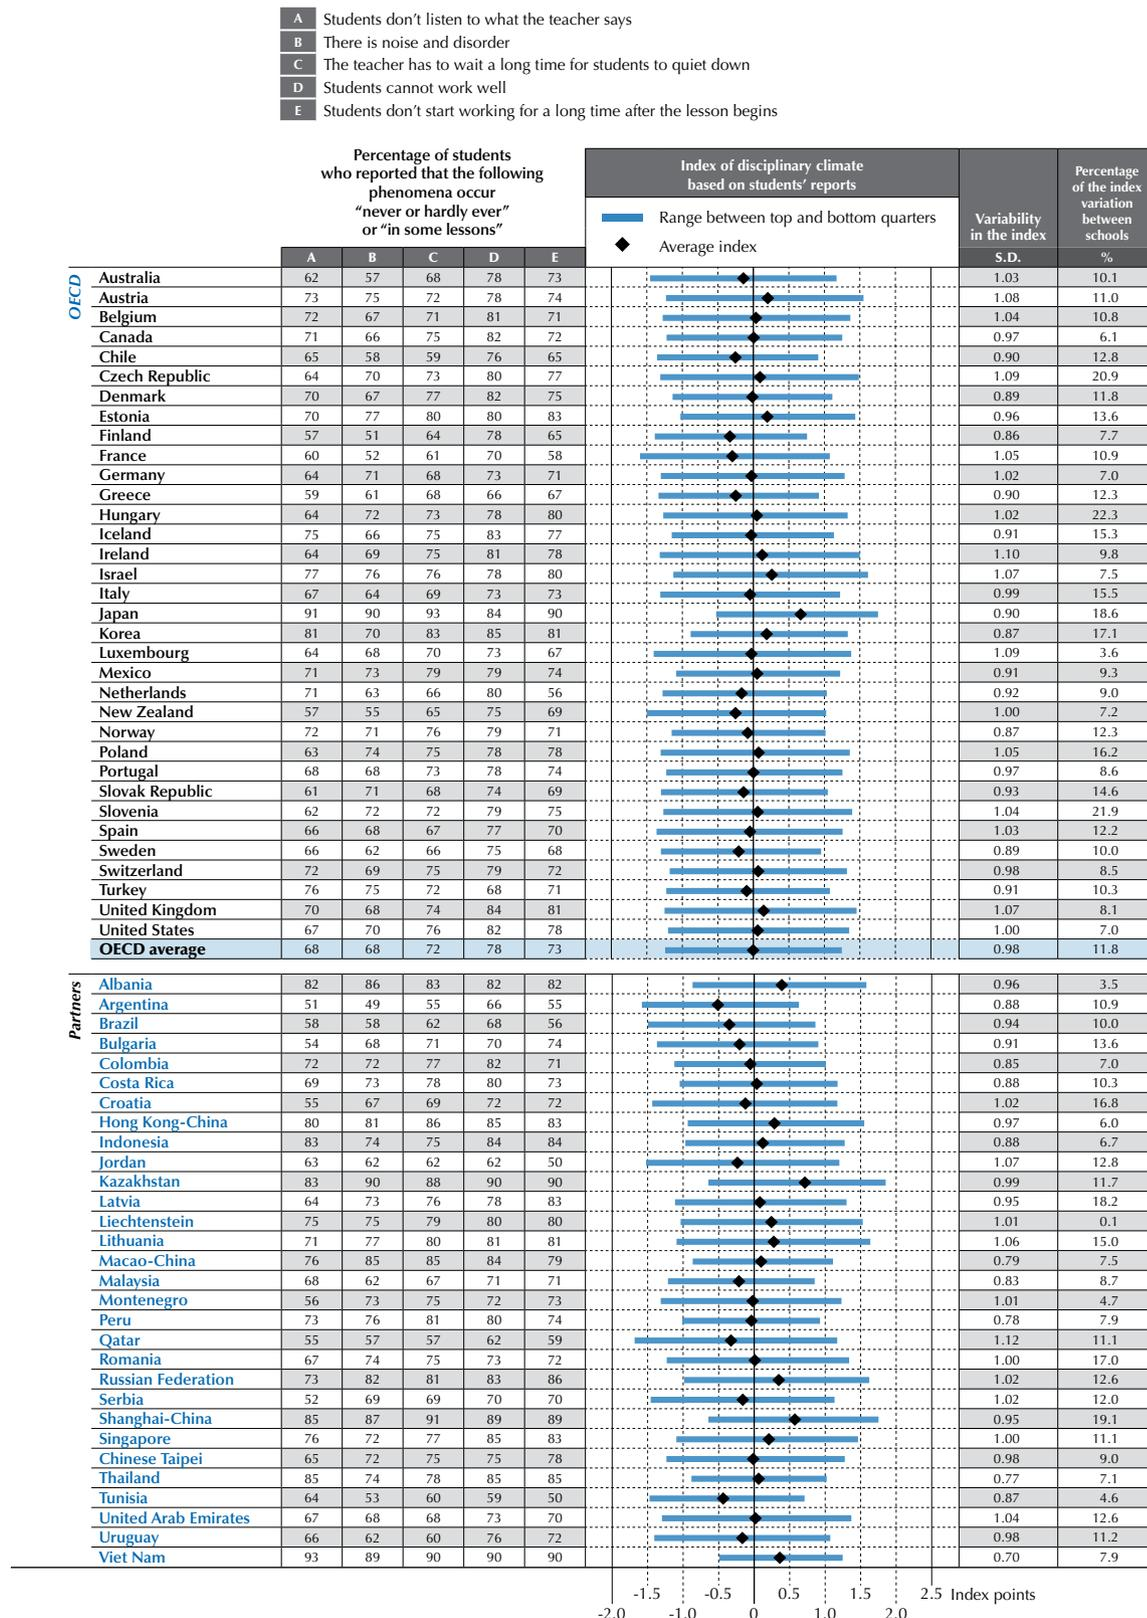 A Students don't listen to what the teacher says
B There is noise and disorder
C The teacher has to wait a long time for students to quiet down
D Students cannot work well
E Students don't start working for a long time after the lesson begins
Percentage of students
who reported that the following
phenomena occur
“never or hardly ever”
or “in some lessons”
Index of disciplinary climate
based on students' reports
Range between top and bottom quarters
Average index
Variability
in the index
Percentage
of the index
variation
between
schools
A B C D E S.D. %
OECD
Australia 62 57 68 78 73 1.03 10.1
Austria 73 75 72 78 74 1.08 11.0
Belgium 72 67 71 81 71 1.04 10.8
Canada 71 66 75 82 72 0.97 6.1
Chile 65 58 59 76 65 0.90 12.8
Czech Republic 64 70 73 80 77 1.09 20.9
Denmark 70 67 77 82 75 0.89 11.8
Estonia 70 77 80 80 83 0.96 13.6
Finland 57 51 64 78 65 0.86 7.7
France 60 52 61 70 58 1.05 10.9
Germany 64 71 68 73 71 1.02 7.0
Greece 59 61 68 66 67 0.90 12.3
Hungary 64 72 73 78 80 1.02 22.3
Iceland 75 66 75 83 77 0.91 15.3
Ireland 64 69 75 81 78 1.10 9.8
Israel 77 76 76 78 80 1.07 7.5
Italy 67 64 69 73 73 0.99 15.5
Japan 91 90 93 84 90 0.90 18.6
Korea 81 70 83 85 81 0.87 17.1
Luxembourg 64 68 70 73 67 1.09 3.6
Mexico 71 73 79 79 74 0.91 9.3
Netherlands 71 63 66 80 56 0.92 9.0
New Zealand 57 55 65 75 69 1.00 7.2
Norway 72 71 76 79 71 0.87 12.3
Poland 63 74 75 78 78 1.05 16.2
Portugal 68 68 73 78 74 0.97 8.6
Slovak Republic 61 71 68 74 69 0.93 14.6
Slovenia 62 72 72 79 75 1.04 21.9
Spain 66 68 67 77 70 1.03 12.2
Sweden 66 62 66 75 68 0.89 10.0
Switzerland 72 69 75 79 72 0.98 8.5
Turkey 76 75 72 68 71 0.91 10.3
United Kingdom 70 68 74 84 81 1.07 8.1
United States 67 70 76 82 78 1.00 7.0
OECD average 68 68 72 78 73 0.98 11.8
Partners
Albania 82 86 83 82 82 0.96 3.5
Argentina 51 49 55 66 55 0.88 10.9
Brazil 58 58 62 68 56 0.94 10.0
Bulgaria 54 68 71 70 74 0.91 13.6
Colombia 72 72 77 82 71 0.85 7.0
Costa Rica 69 73 78 80 73 0.88 10.3
Croatia 55 67 69 72 72 1.02 16.8
Hong Kong-China 80 81 86 85 83 0.97 6.0
Indonesia 83 74 75 84 84 0.88 6.7
Jordan 63 62 62 62 50 1.07 12.8
Kazakhstan 83 90 88 90 90 0.99 11.7
Latvia 64 73 76 78 83 0.95 18.2
Liechtenstein 75 75 79 80 80 1.01 0.1
Lithuania 71 77 80 81 81 1.06 15.0
Macao-China 76 85 85 84 79 0.79 7.5
Malaysia 68 62 67 71 71 0.83 8.7
Montenegro 56 73 75 72 73 1.01 4.7
Peru 73 76 81 80 74 0.78 7.9
Qatar 55 57 57 62 59 1.12 11.1
Romania 67 74 75 73 72 1.00 17.0
Russian Federation 73 82 81 83 86 1.02 12.6
Serbia 52 69 69 70 70 1.02 12.0
Shanghai-China 85 87 91 89 89 0.95 19.1
Singapore 76 72 77 85 83 1.00 11.1
Chinese Taipei 65 72 75 75 78 0.98 9.0
Thailand 85 74 78 85 85 0.77 7.1
Tunisia 64 53 60 59 50 0.87 4.6
United Arab Emirates 67 68 68 73 70 1.04 12.6
Uruguay 66 62 60 76 72 0.98 11.2
Viet Nam 93 89 90 90 90 0.70 7.9
-1.5 -0.5 0.5 1.5 2.5 Index points
-2.0 -1.0 0 1.0 2.0